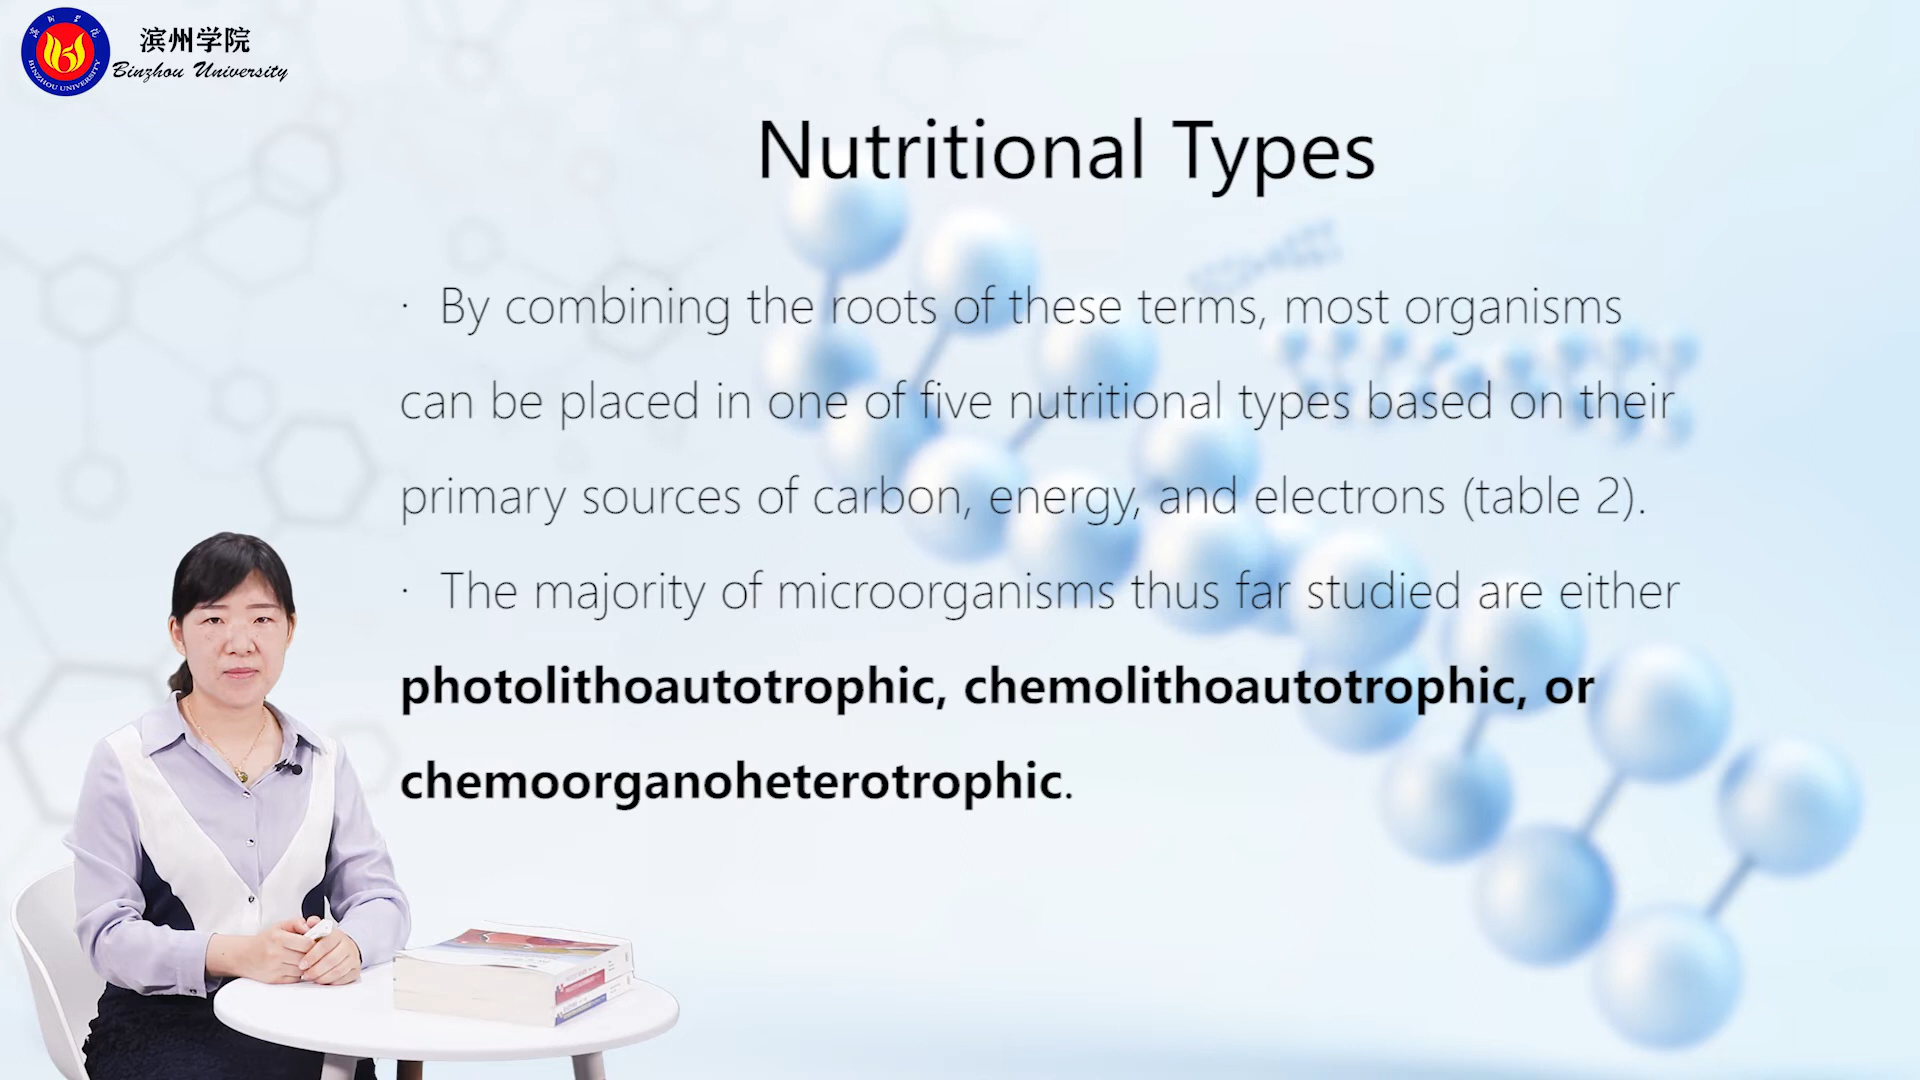 滨州学院
Binzhou University
BINZHOU UNIVERSITY
Nutritional Types
· By combining the roots of these terms, most organisms
can be placed in one of five nutritional types based on their
primary sources of carbon, energy, and electrons (table 2).
· The majority of microorganisms thus far studied are either
photolithoautotrophic, chemolithoautotrophic, or
chemoorganoheterotrophic.